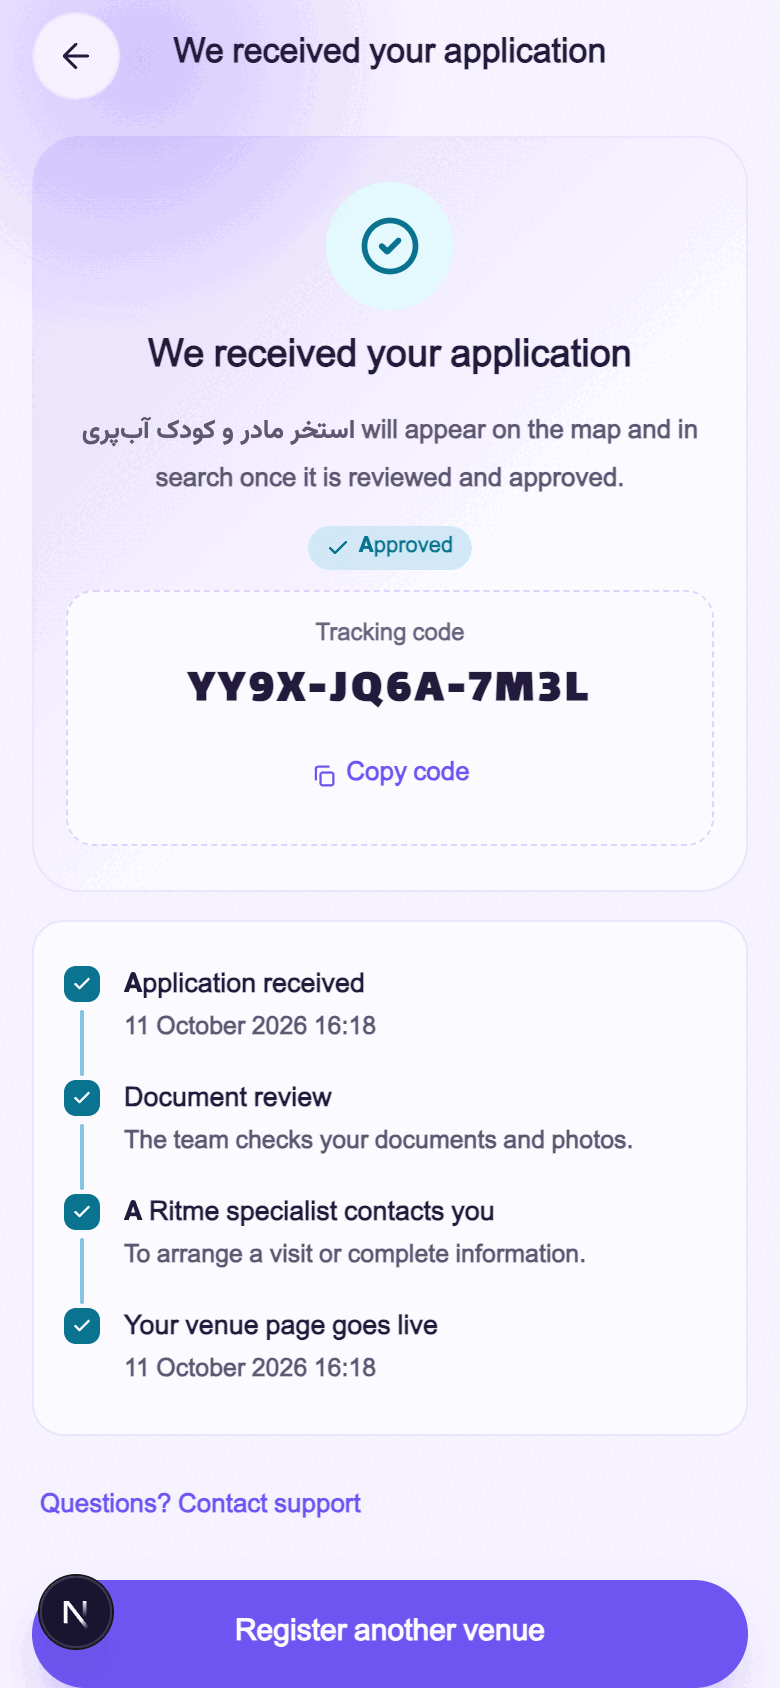 We received your application
We received your application
استخر مادر و کودک آب‌پری will appear on the map and in
search once it is reviewed and approved.
Approved
Tracking code
YY9X-JQ6A-7M3L
Copy code
Application received
11 October 2026 16:18
Document review
The team checks your documents and photos.
A Ritme specialist contacts you
To arrange a visit or complete information.
Your venue page goes live
11 October 2026 16:18
Questions? Contact support
N
Register another venue